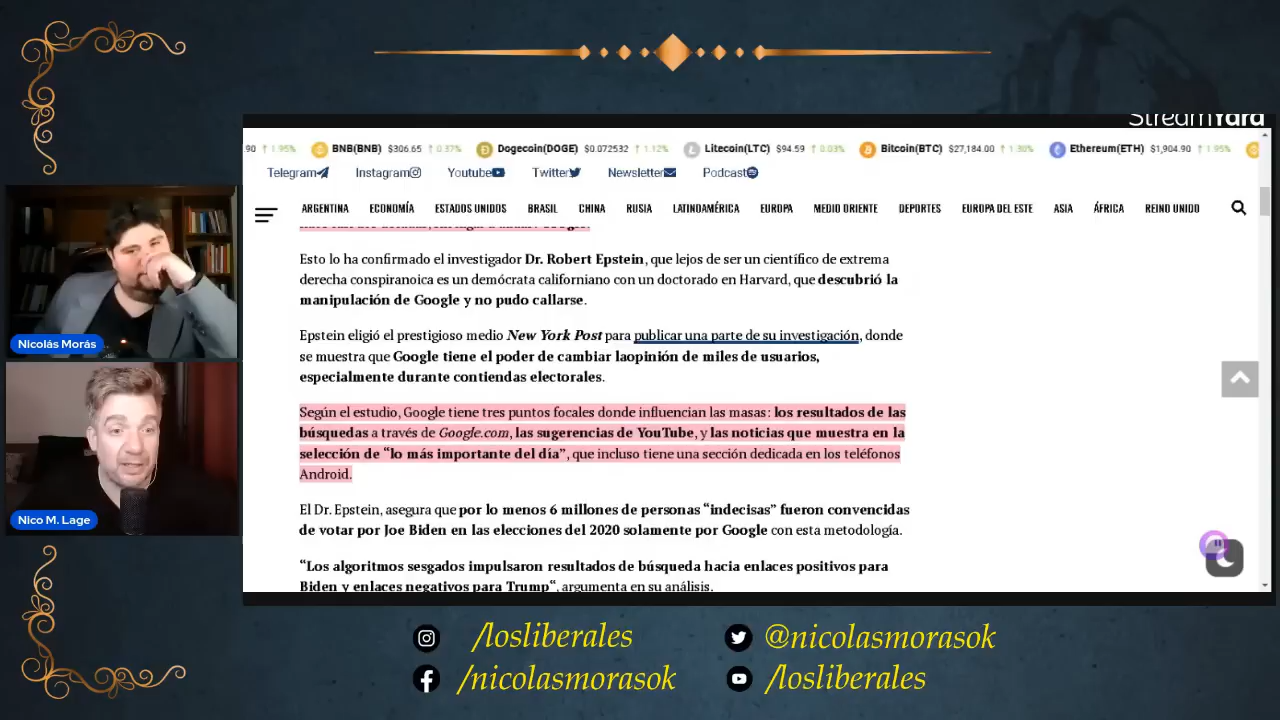 StreamYard
.90 ↑ 1.95% BNB(BNB) $306.65 ↑ 0.37% Dogecoin(DOGE) $0.072532 ↑ 1.12% Litecoin(LTC) $94.59 ↑ 0.03% Bitcoin(BTC) $27,184.00 ↑ 1.30% Ethereum(ETH) $1,904.90 ↑ 1.95%
Telegram Instagram Youtube Twitter Newsletter Podcast
ARGENTINA ECONOMÍA ESTADOS UNIDOS BRASIL CHINA RUSIA LATINOAMÉRICA EUROPA MEDIO ORIENTE DEPORTES EUROPA DEL ESTE ASIA ÁFRICA REINO UNIDO
Esto lo ha confirmado el investigador Dr. Robert Epstein, que lejos de ser un científico de extrema
derecha conspiranoica es un demócrata californiano con un doctorado en Harvard, que descubrió la
manipulación de Google y no pudo callarse.
Epstein eligió el prestigioso medio New York Post para publicar una parte de su investigación, donde
se muestra que Google tiene el poder de cambiar laopinión de miles de usuarios,
especialmente durante contiendas electorales.
Según el estudio, Google tiene tres puntos focales donde influencian las masas: los resultados de las
búsquedas a través de Google.com, las sugerencias de YouTube, y las noticias que muestra en la
selección de “lo más importante del día”, que incluso tiene una sección dedicada en los teléfonos
Android.
El Dr. Epstein, asegura que por lo menos 6 millones de personas “indecisas” fueron convencidas
de votar por Joe Biden en las elecciones del 2020 solamente por Google con esta metodología.
“Los algoritmos sesgados impulsaron resultados de búsqueda hacia enlaces positivos para
Biden y enlaces negativos para Trump“, argumenta en su análisis.
Nicolás Morás
Nico M. Lage
/losliberales @nicolasmorasok
/nicolasmorasok /losliberales